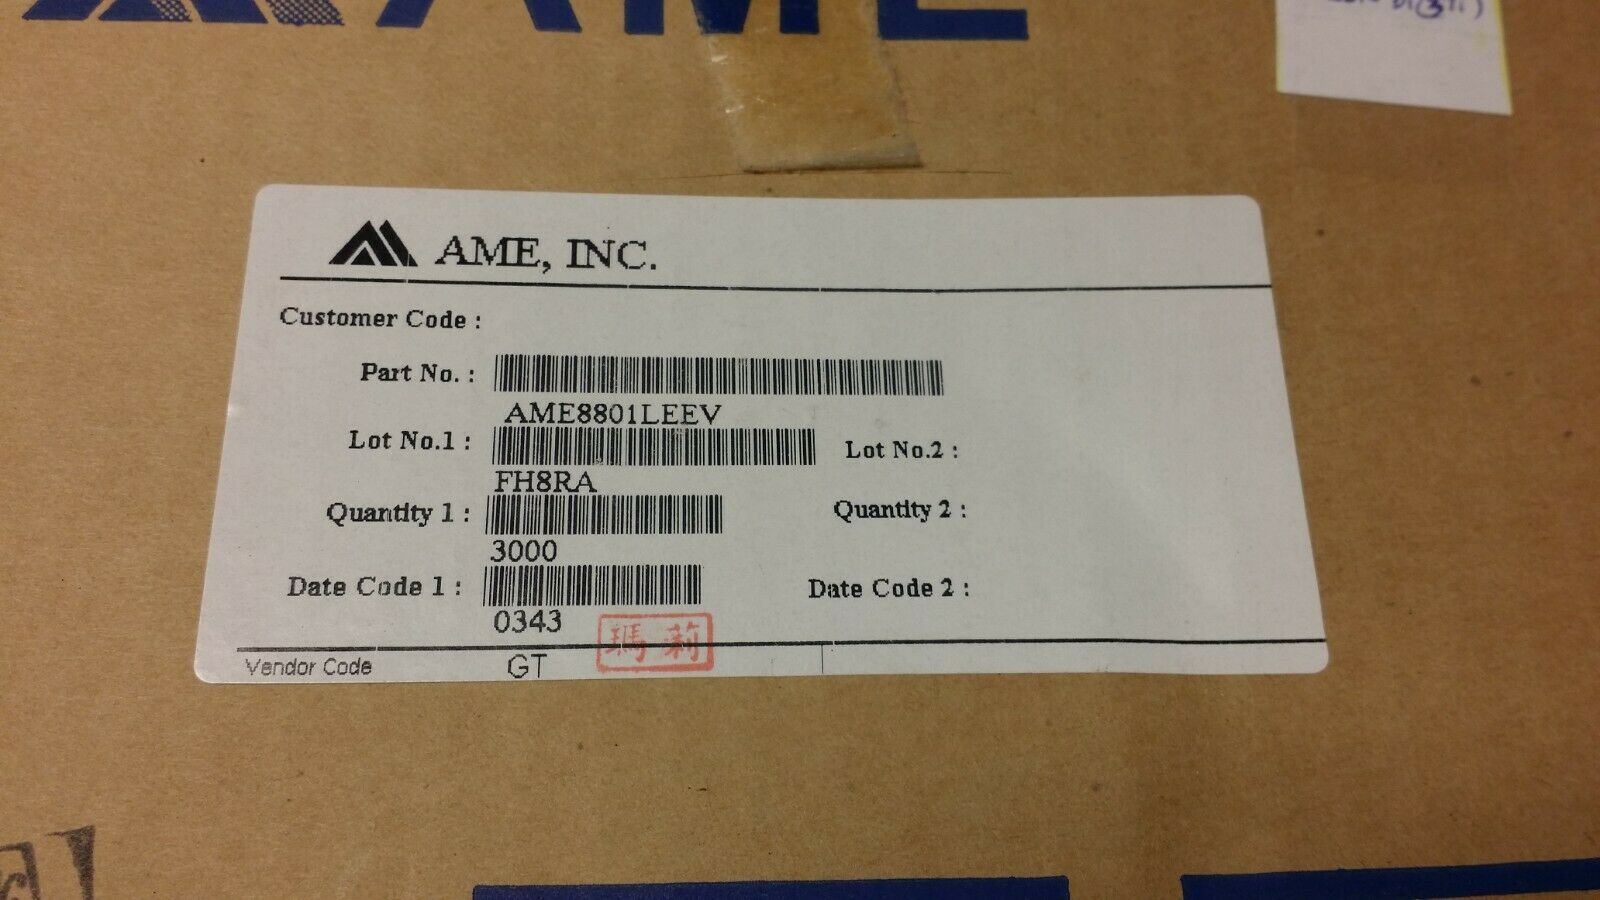 AME
AME, INC.
Customer Code :
Part No. :
AME8801LEEV
Lot No.1 : Lot No.2 :
FH8RA
Quantity 1 : Quantity 2 :
3000
Date Code 1 : Date Code 2 :
0343
瑪莉
Vendor Code GT